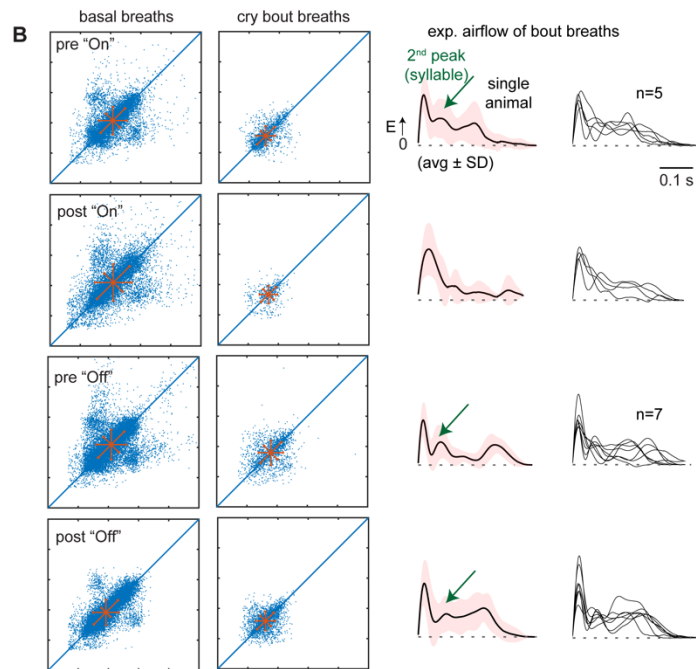 B
basal breaths
cry bout breaths
exp. airflow of bout breaths
pre “On”
2nd peak
(syllable)
single
animal
n=5
E
0
(avg ± SD)
0.1 s
post “On”
pre “Off”
n=7
post “Off”